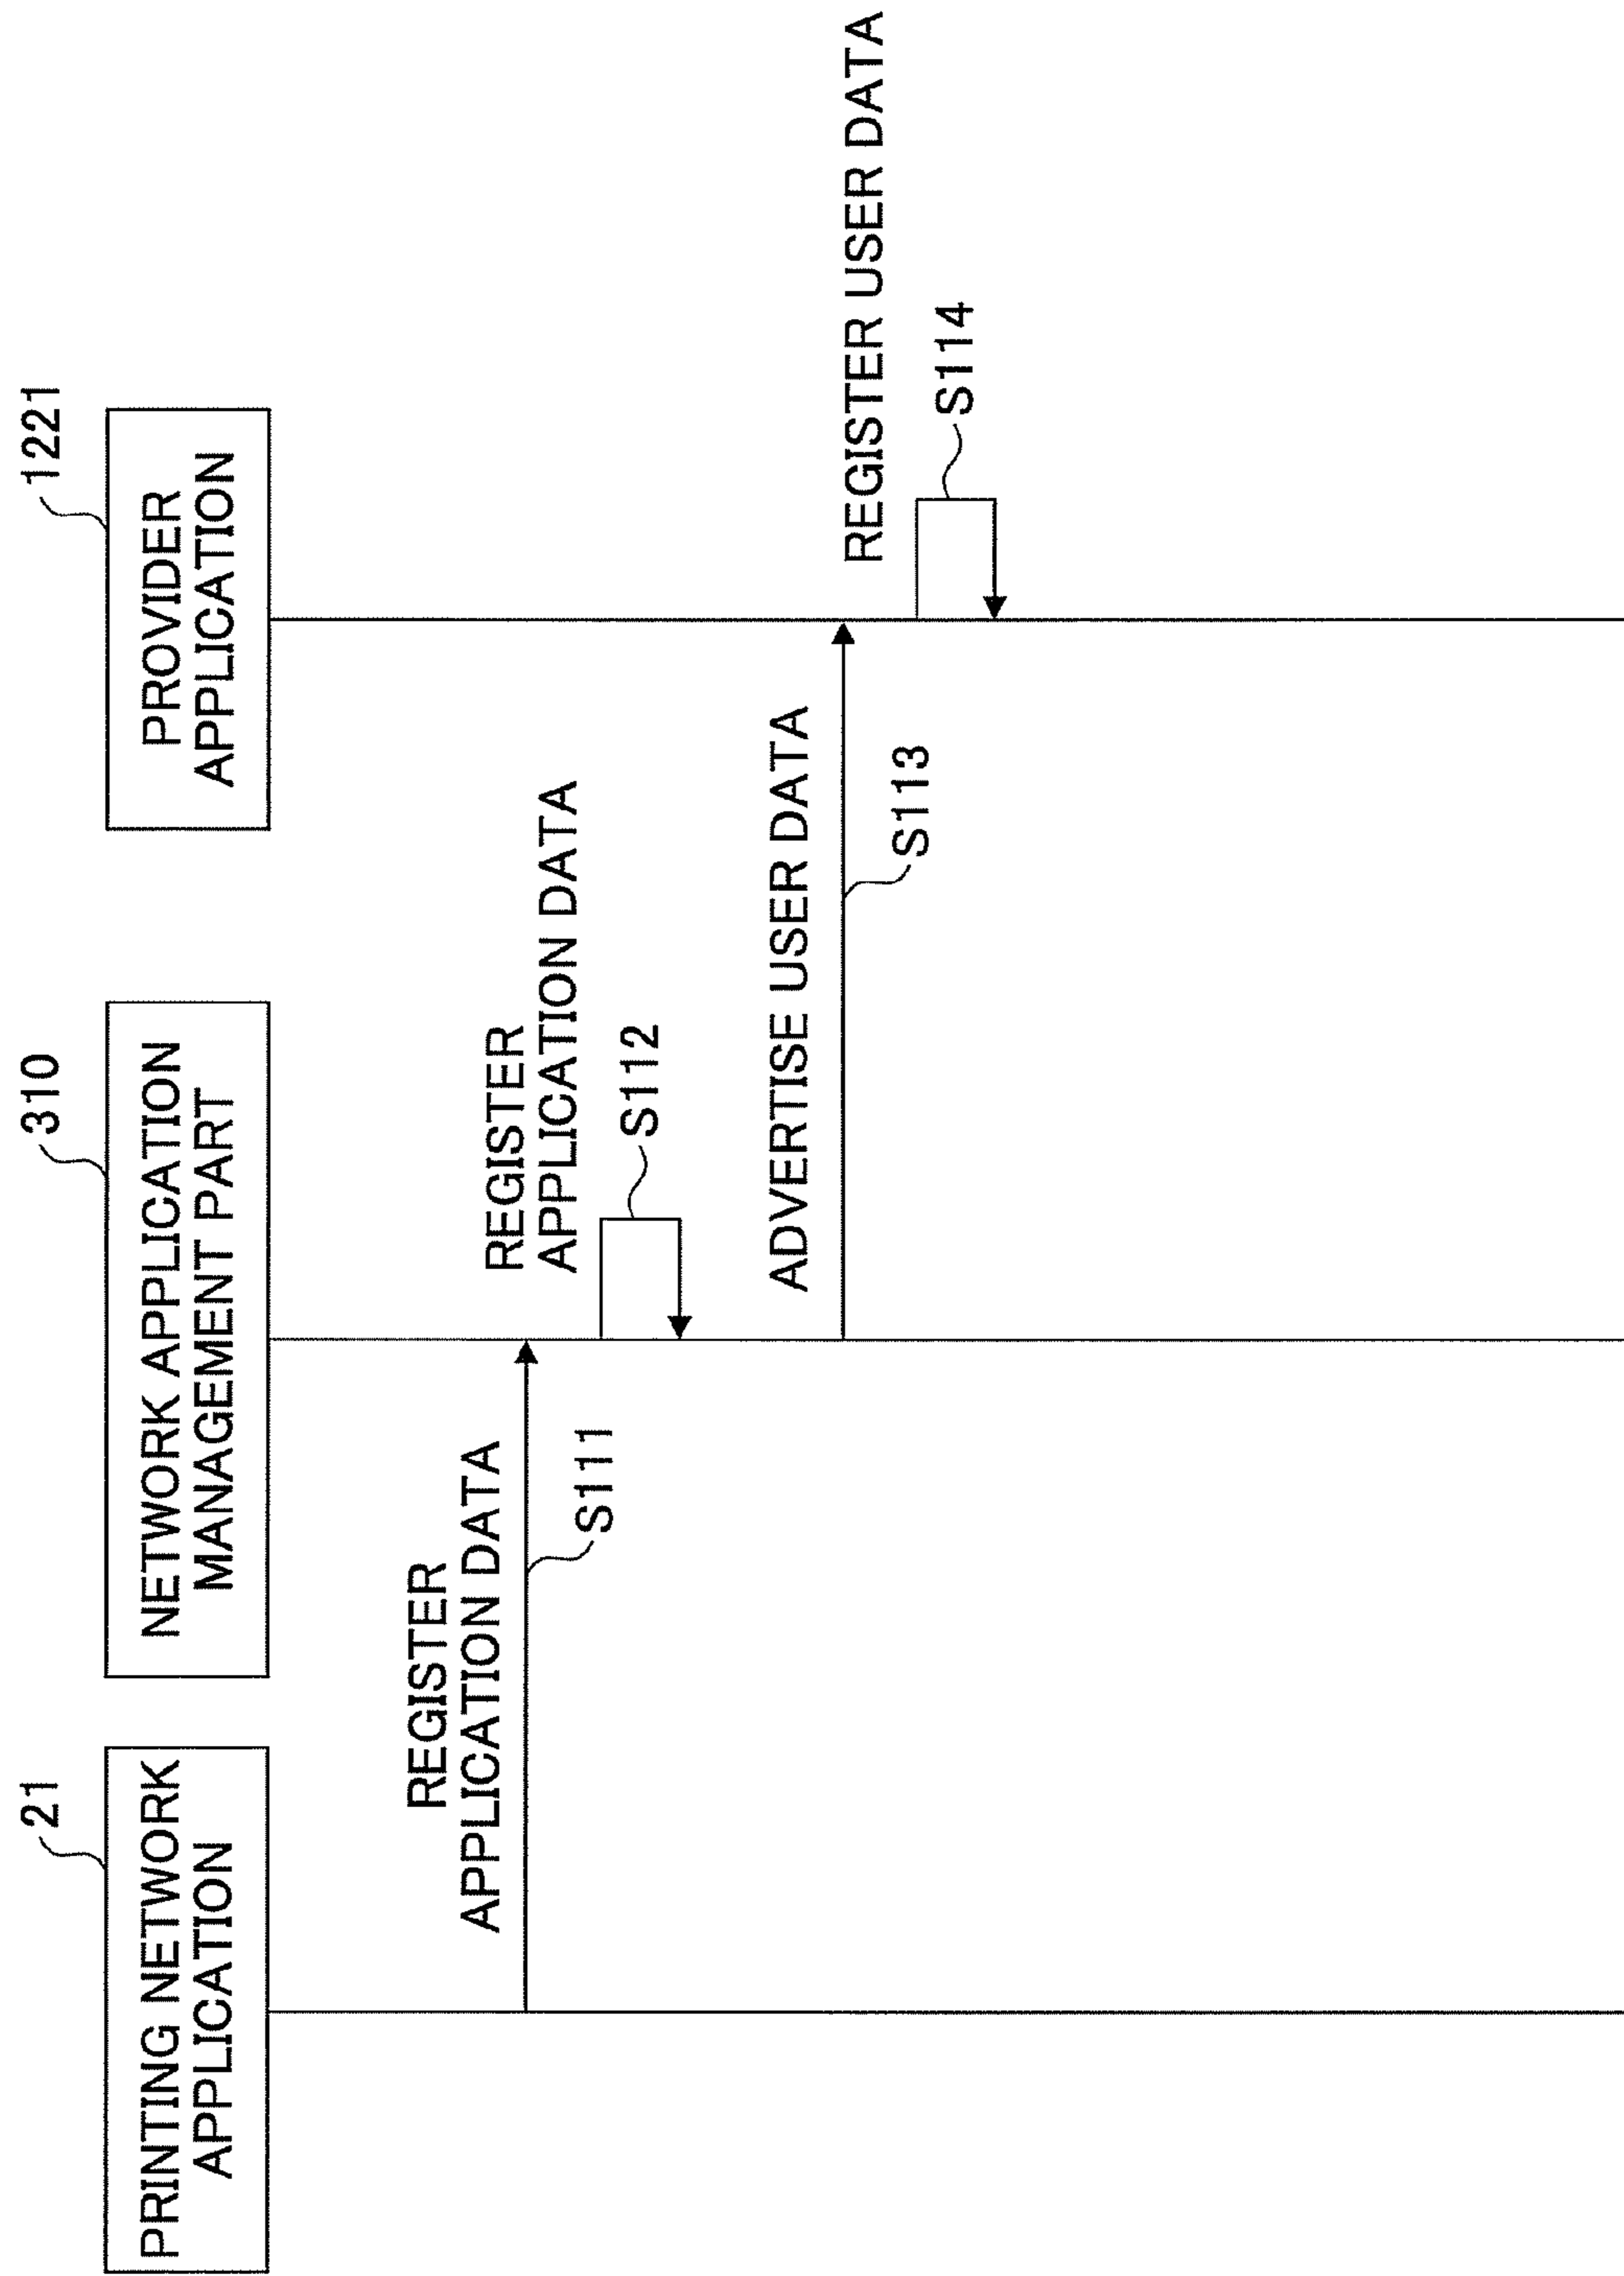 21
PRINTING NETWORK
APPLICATION
310
NETWORK APPLICATION
MANAGEMENT PART
1221
PROVIDER
APPLICATION
REGISTER
APPLICATION DATA
S111
REGISTER
APPLICATION DATA
S112
ADVERTISE USER DATA
S113
REGISTER USER DATA
S114